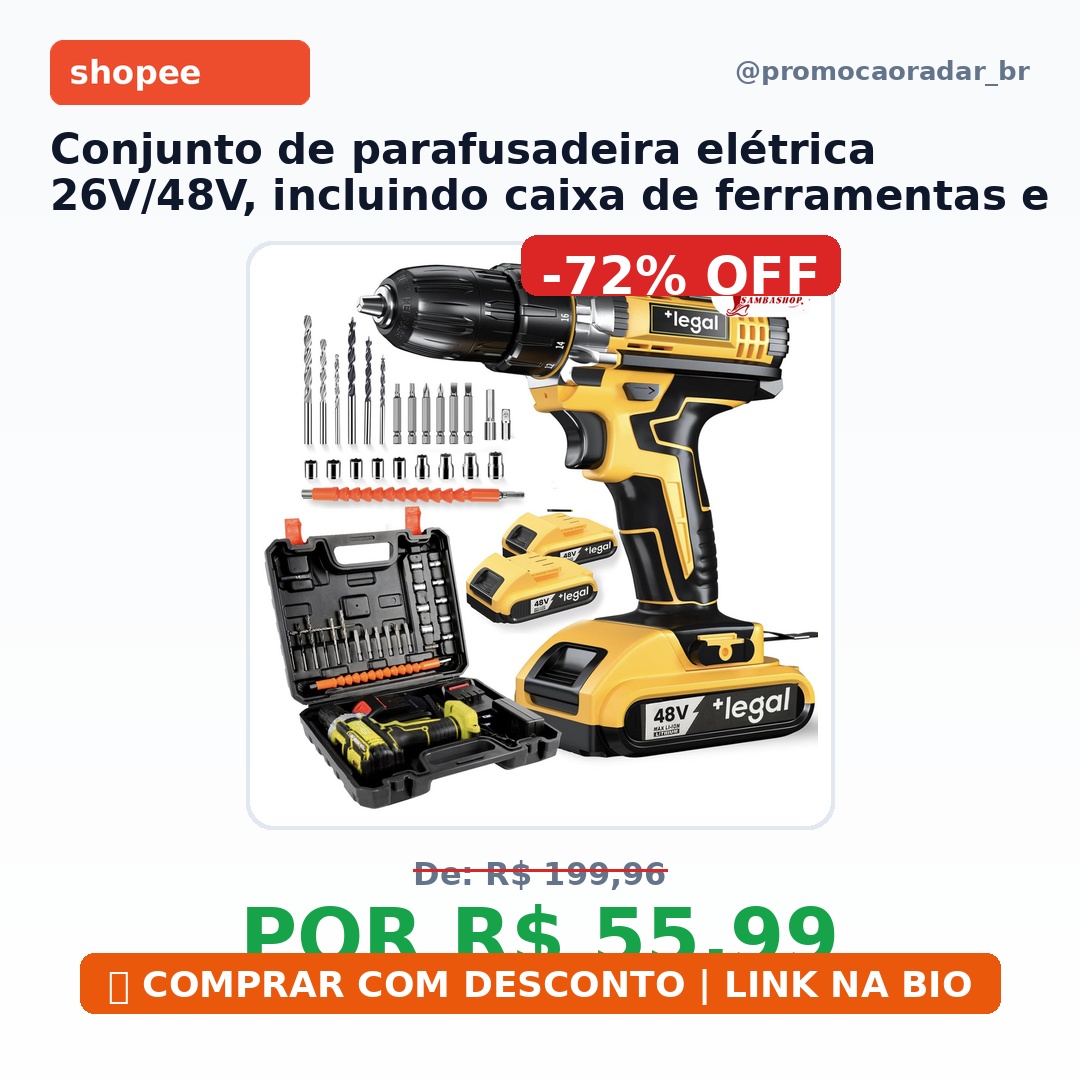 shopee
@promocaoradar_br
Conjunto de parafusadeira elétrica
26V/48V, incluindo caixa de ferramentas e
-72% OFF
SAMBASHOP.
+legal
16
14
12
48V +legal
48V +legal
48V
MAX LI-ION
LITHIUM
+legal
De: R$ 199,96
POR R$ 55,99
COMPRAR COM DESCONTO | LINK NA BIO